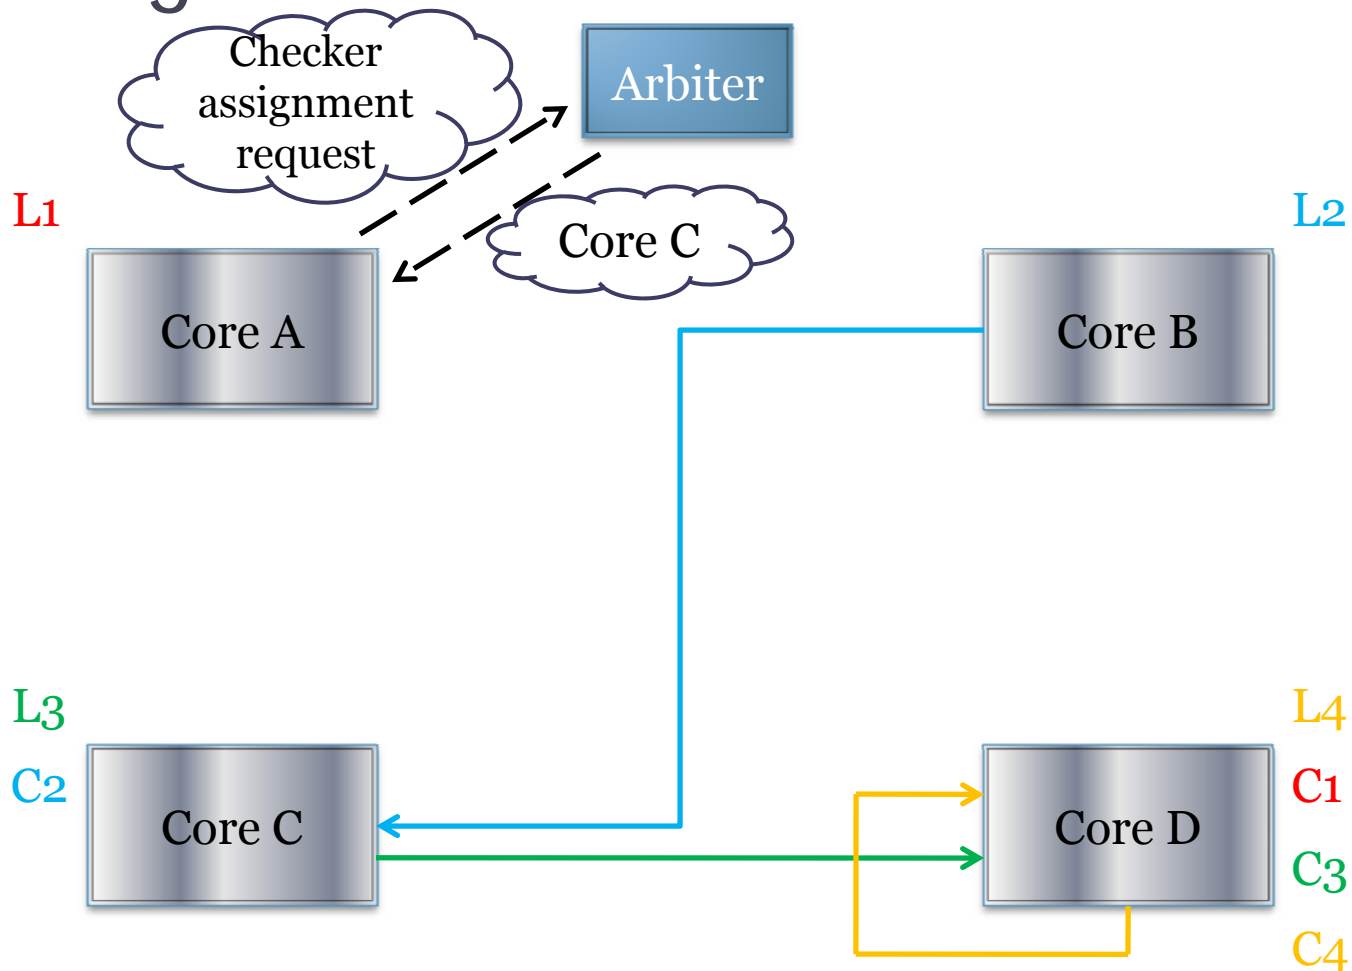 Checker
assignment
request
Arbiter
L1
Core C
L2
Core A
Core B
L3
L4
C2
C1
Core C
Core D
C3
C4